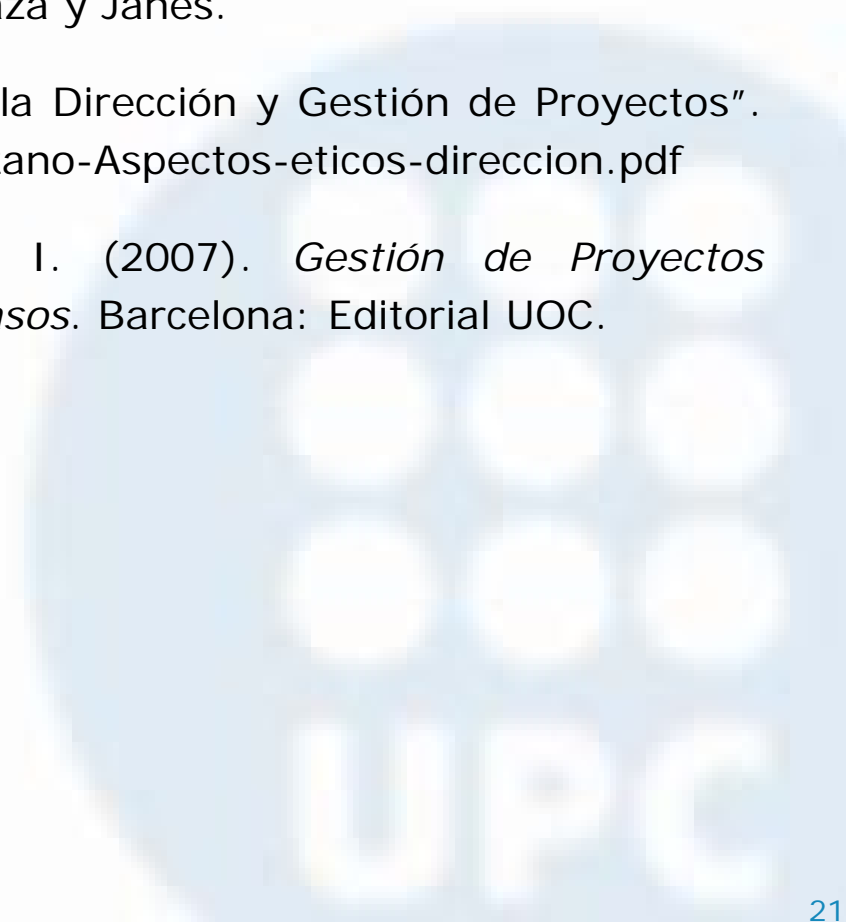 aza y Janés.
la Dirección y Gestión de Proyectos”.
ano-Aspectos-eticos-direccion.pdf
I. (2007). Gestión de Proyectos
sos. Barcelona: Editorial UOC.
UPC
21